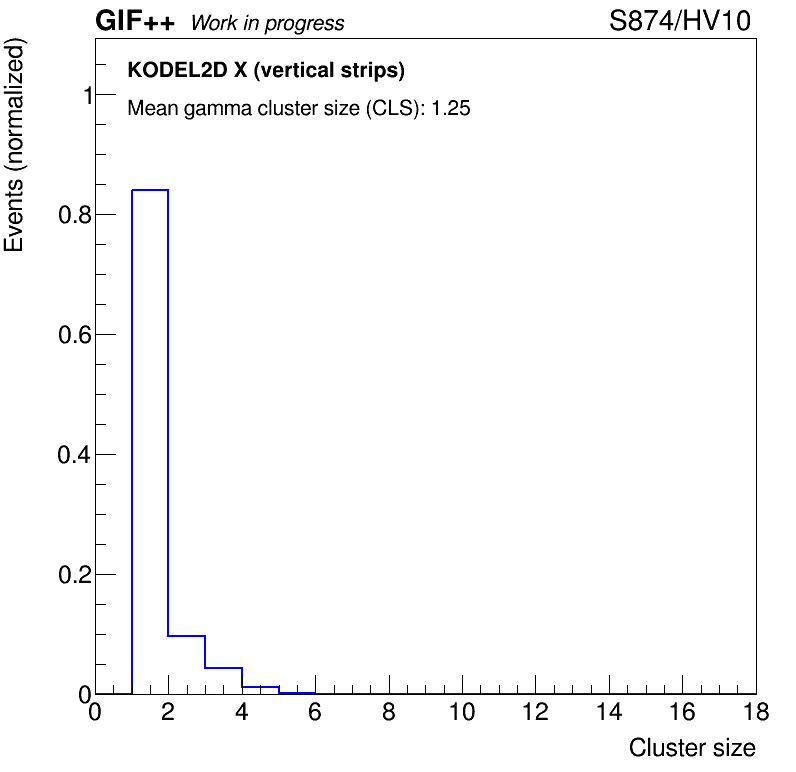 GIF++ Work in progress S874/HV10
KODEL2D X (vertical strips)
Mean gamma cluster size (CLS): 1.25
Events (normalized)
1
0.8
0.6
0.4
0.2
0
0 2 4 6 8 10 12 14 16 18
Cluster size